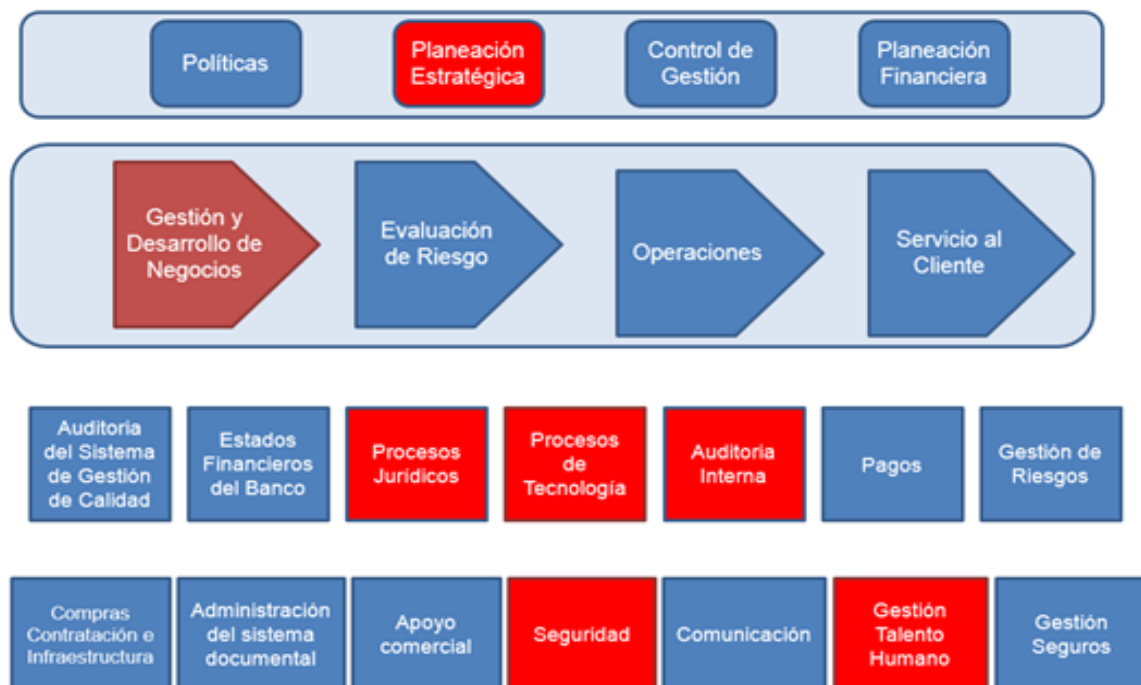 Políticas
Planeación
Estratégica
Control de
Gestión
Planeación
Financiera
Gestión y
Desarrollo de
Negocios
Evaluación
de Riesgo
Operaciones
Servicio al
Cliente
Auditoria
del Sistema
de Gestión
de Calidad
Estados
Financieros
del Banco
Procesos
Jurídicos
Procesos
de
Tecnología
Auditoria
Interna
Pagos
Gestión de
Riesgos
Compras
Contratación e
Infraestructura
Administración
del sistema
documental
Apoyo
comercial
Seguridad
Comunicación
Gestión
Talento
Humano
Gestión
Seguros